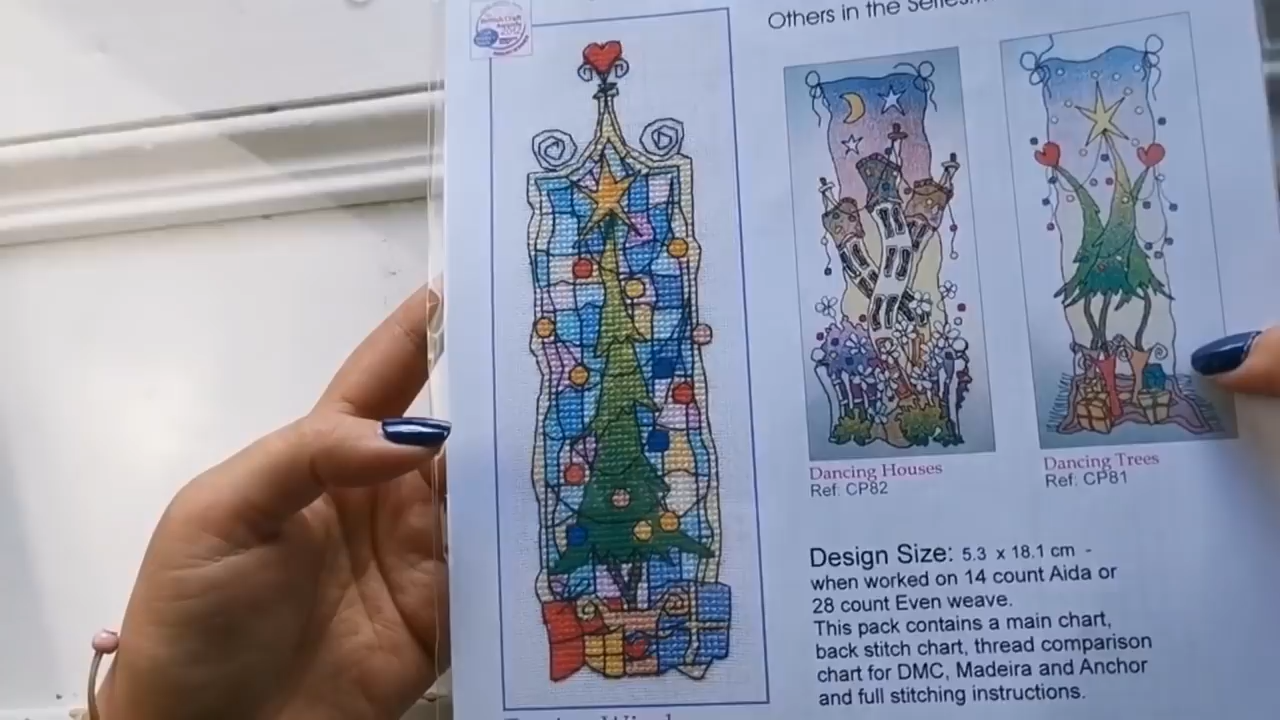 Others in the Series
Dancing Houses
Ref: CP82
Dancing Trees
Ref: CP81
Design Size: 5.3 x 18.1 cm -
when worked on 14 count Aida or
28 count Even weave.
This pack contains a main chart,
back stitch chart, thread comparison
chart for DMC, Madeira and Anchor
and full stitching instructions.